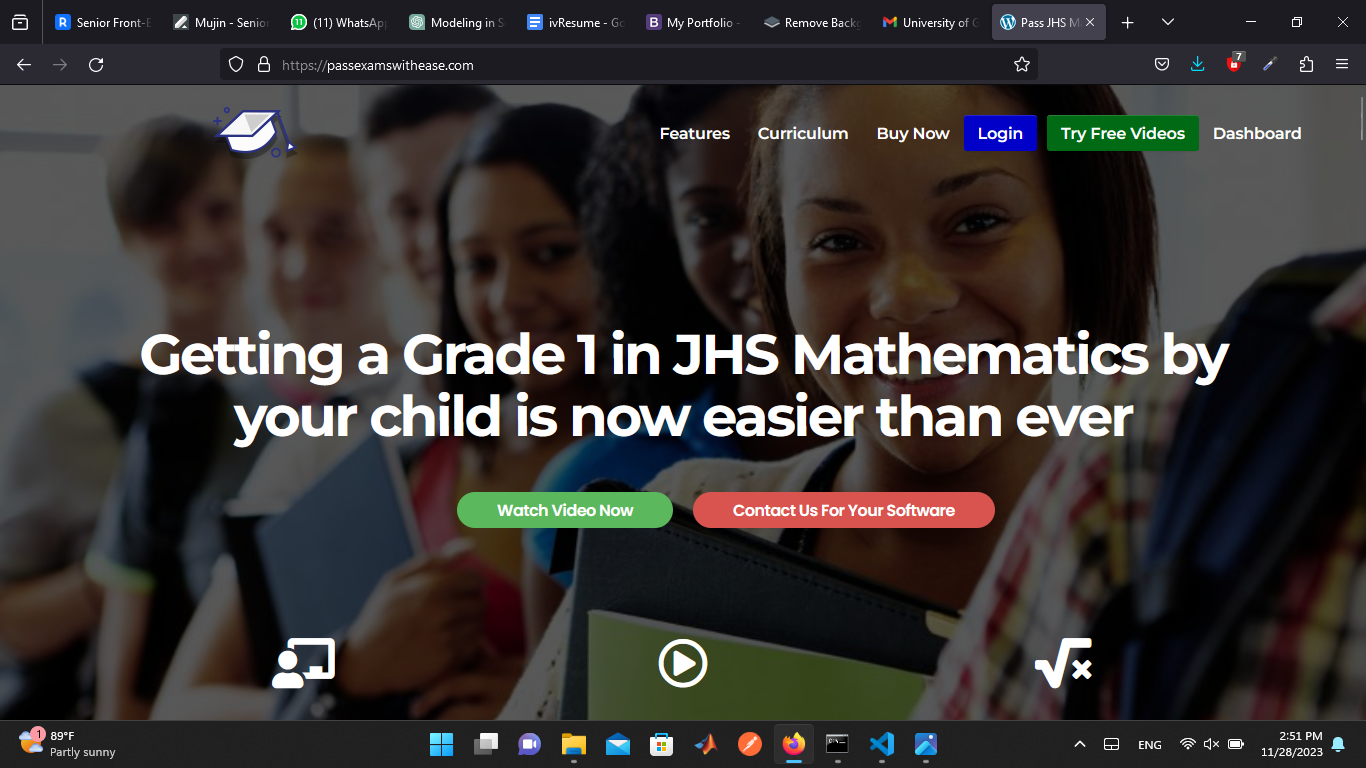 Senior Front-E
Mujin - Senior
11
(11) WhatsApp
Modeling in S
ivResume - Go
My Portfolio -
Remove Backg
University of G
Pass JHS M
https://passexamswithease.com
7
Features
Curriculum
Buy Now
Login
Try Free Videos
Dashboard
Getting a Grade 1 in JHS Mathematics by
your child is now easier than ever
Watch Video Now
Contact Us For Your Software
1
89°F
Partly sunny
ENG
2:51 PM
11/28/2023